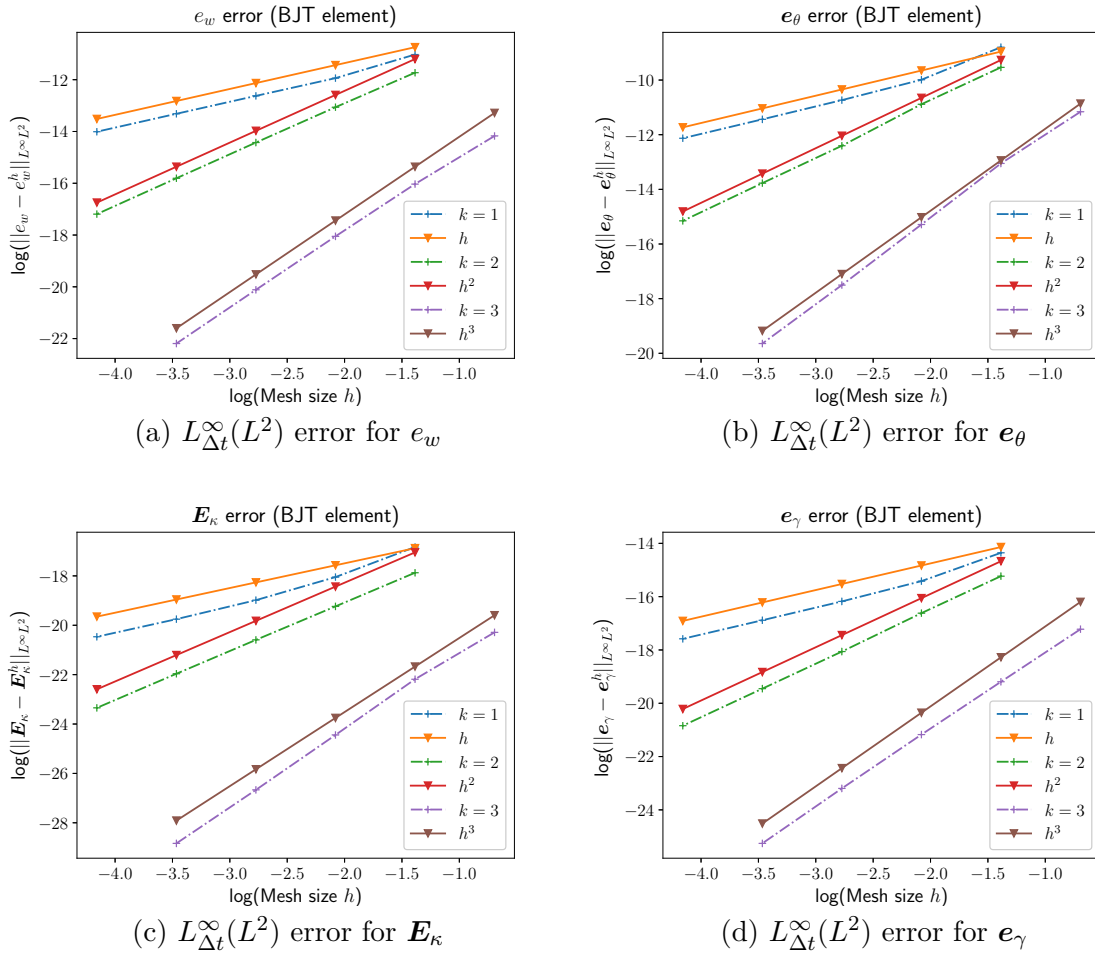 e_w error (BJT element)
log(||e_w − e_w^h||_{L^∞L^2})
−12
−14
−16
−18
−20
−22
k = 1
h
k = 2
h^2
k = 3
h^3
−4.0 −3.5 −3.0 −2.5 −2.0 −1.5 −1.0
log(Mesh size h)
(a) L^∞_{Δt}(L^2) error for e_w
e_θ error (BJT element)
log(||e_θ − e_θ^h||_{L^∞L^2})
−10
−12
−14
−16
−18
−20
k = 1
h
k = 2
h^2
k = 3
h^3
−4.0 −3.5 −3.0 −2.5 −2.0 −1.5 −1.0
log(Mesh size h)
(b) L^∞_{Δt}(L^2) error for e_θ
E_κ error (BJT element)
log(||E_κ − E_κ^h||_{L^∞L^2})
−18
−20
−22
−24
−26
−28
k = 1
h
k = 2
h^2
k = 3
h^3
−4.0 −3.5 −3.0 −2.5 −2.0 −1.5 −1.0
log(Mesh size h)
(c) L^∞_{Δt}(L^2) error for E_κ
e_γ error (BJT element)
log(||e_γ − e_γ^h||_{L^∞L^2})
−14
−16
−18
−20
−22
−24
k = 1
h
k = 2
h^2
k = 3
h^3
−4.0 −3.5 −3.0 −2.5 −2.0 −1.5 −1.0
log(Mesh size h)
(d) L^∞_{Δt}(L^2) error for e_γ